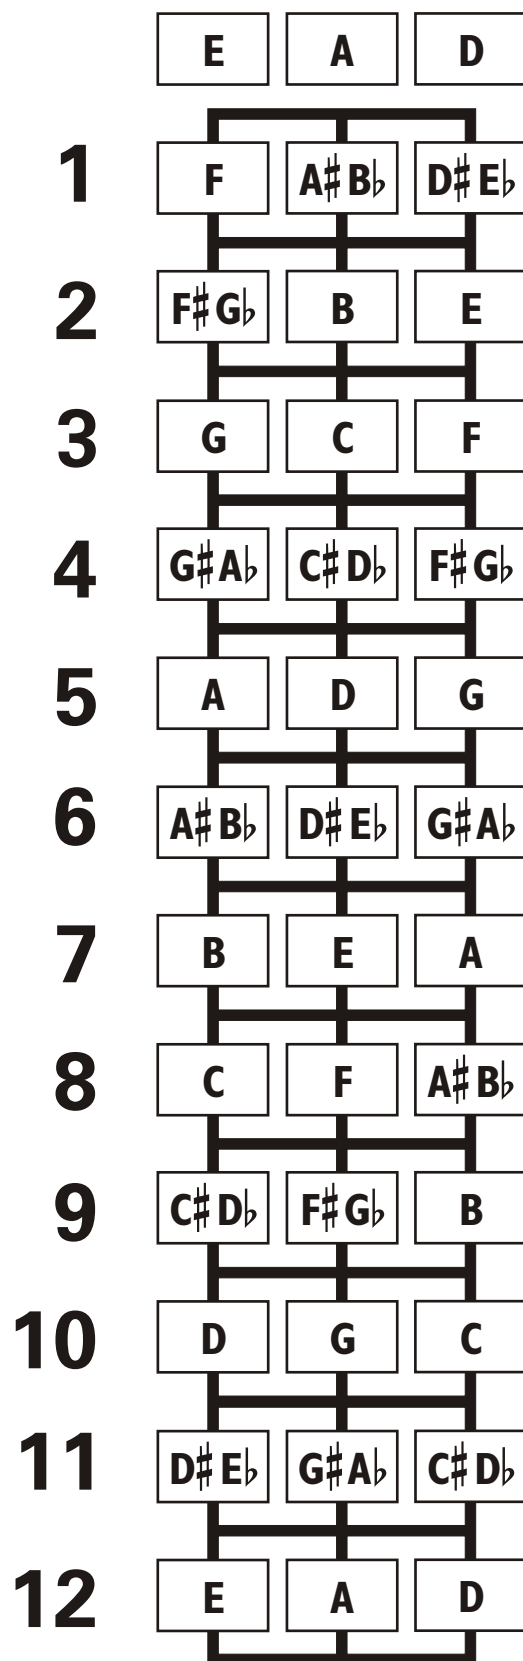 E A D
1 F A♯B♭ D♯E♭
2 F♯G♭ B E
3 G C F
4 G♯A♭ C♯D♭ F♯G♭
5 A D G
6 A♯B♭ D♯E♭ G♯A♭
7 B E A
8 C F A♯B♭
9 C♯D♭ F♯G♭ B
10 D G C
11 D♯E♭ G♯A♭ C♯D♭
12 E A D